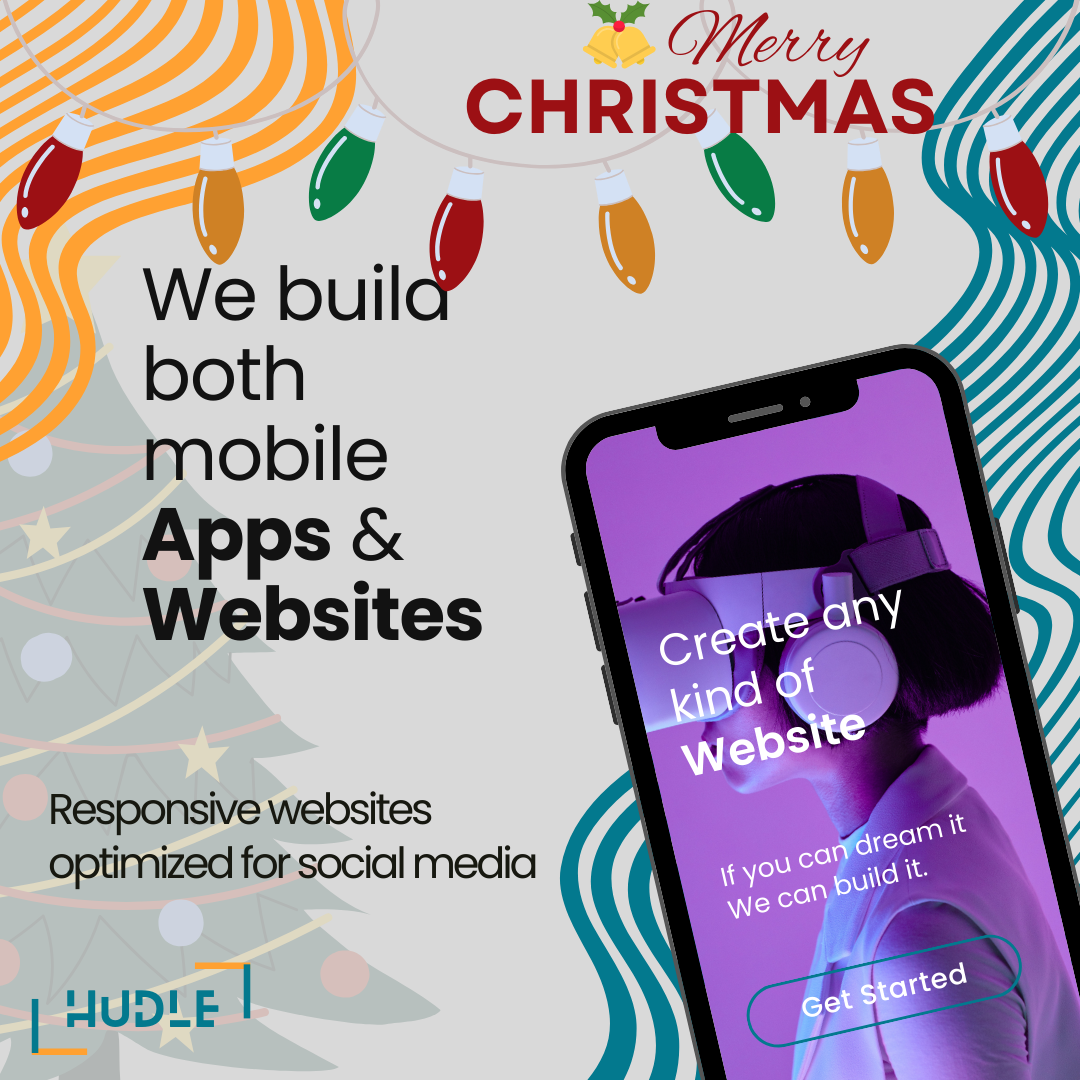 Merry
CHRISTMAS
We build
both
mobile
Apps &
Websites
Create any
kind of
Website
If you can dream it
We can build it.
Get Started
Responsive websites
optimized for social media
HUDLE